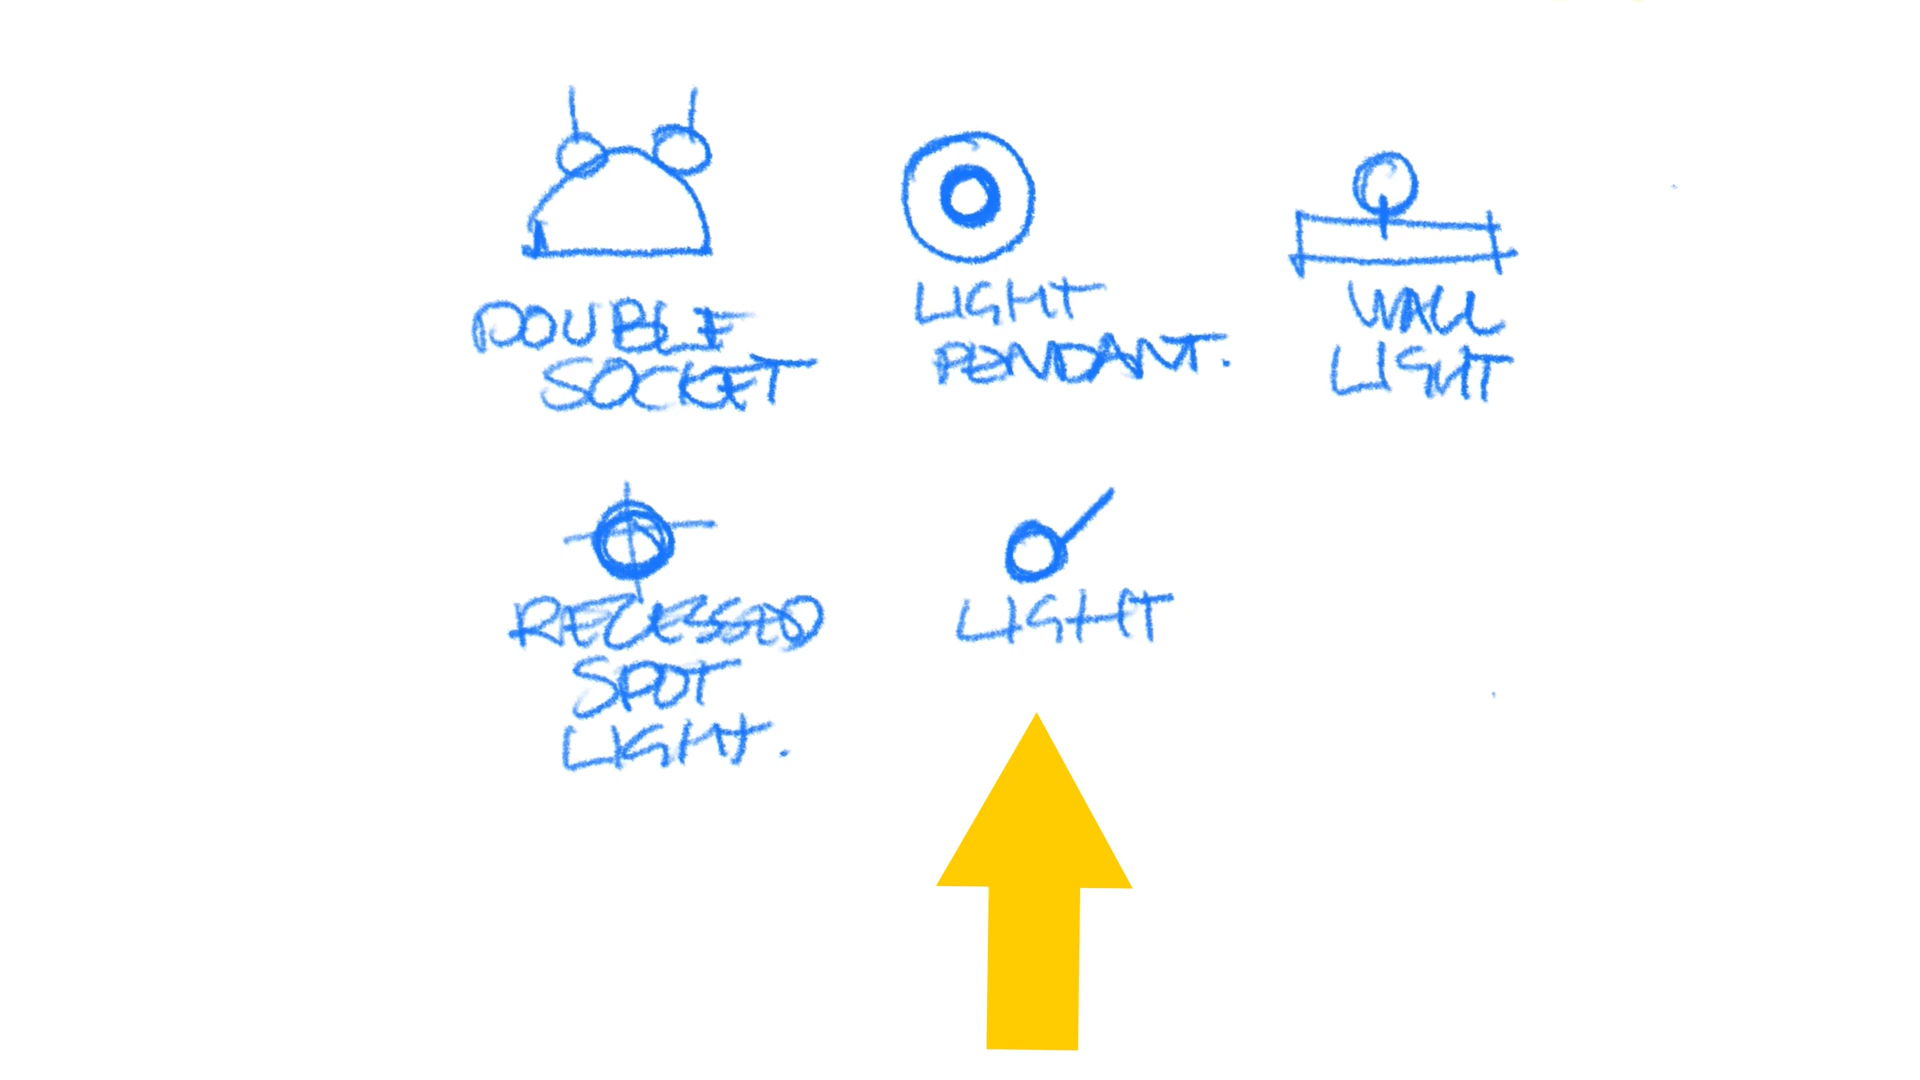 DOUBLE
SOCKET
LIGHT
PENDANT.
WALL
LIGHT
RECESSED
SPOT
LIGHT.
LIGHT